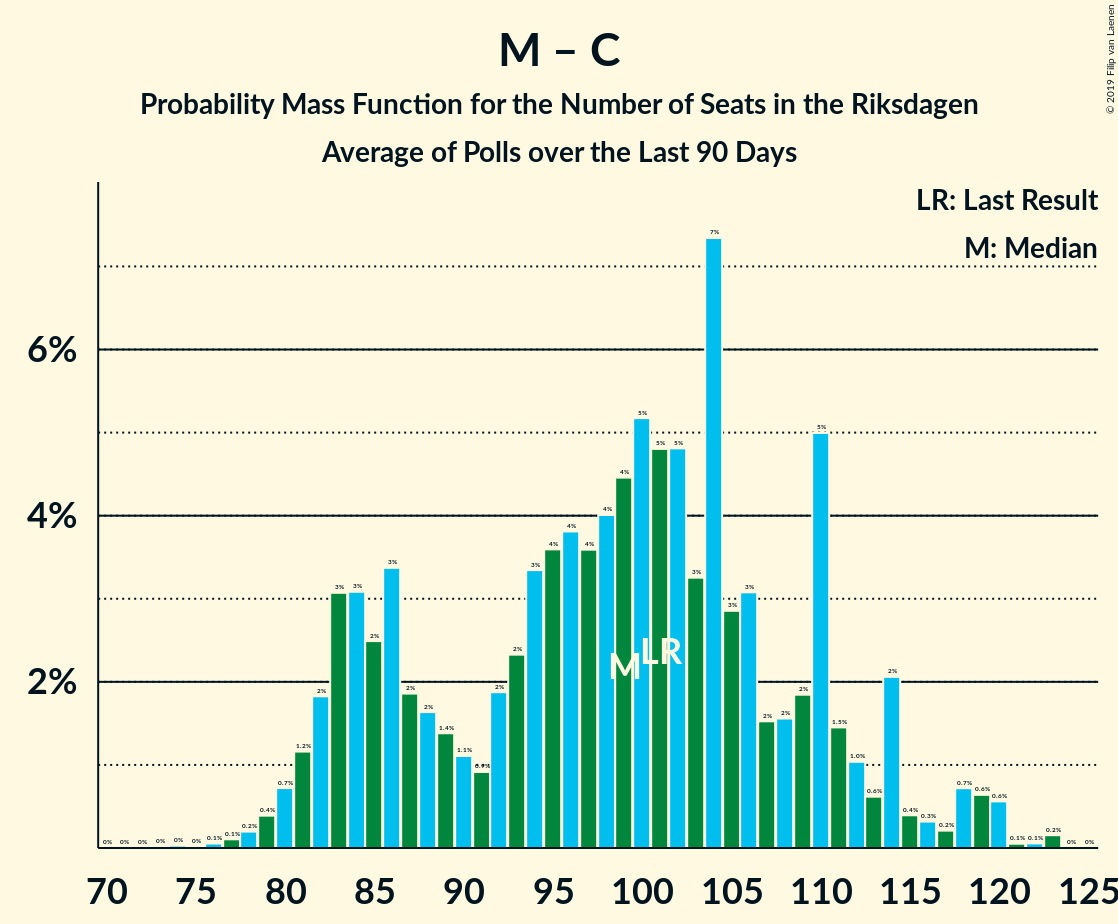 M – C
Probability Mass Function for the Number of Seats in the Riksdagen
Average of Polls over the Last 90 Days
© 2019 Filip van Laenen
LR: Last Result
M: Median
6%
4%
2%
0% 0% 0% 0% 0% 0% 0.1% 0.1% 0.2% 0.4% 0.7% 1.2% 2% 3% 3% 2% 3% 2% 2% 1.4% 1.1% 0.9% 2% 2% 3% 4% 4% 4% 4% 4% 5% 5% 5% 3% 7% 3% 3% 2% 2% 2% 5% 1.5% 1.0% 0.6% 2% 0.4% 0.3% 0.2% 0.7% 0.6% 0.6% 0.1% 0.1% 0.2% 0% 0%
M LR
70 75 80 85 90 95 100 105 110 115 120 125